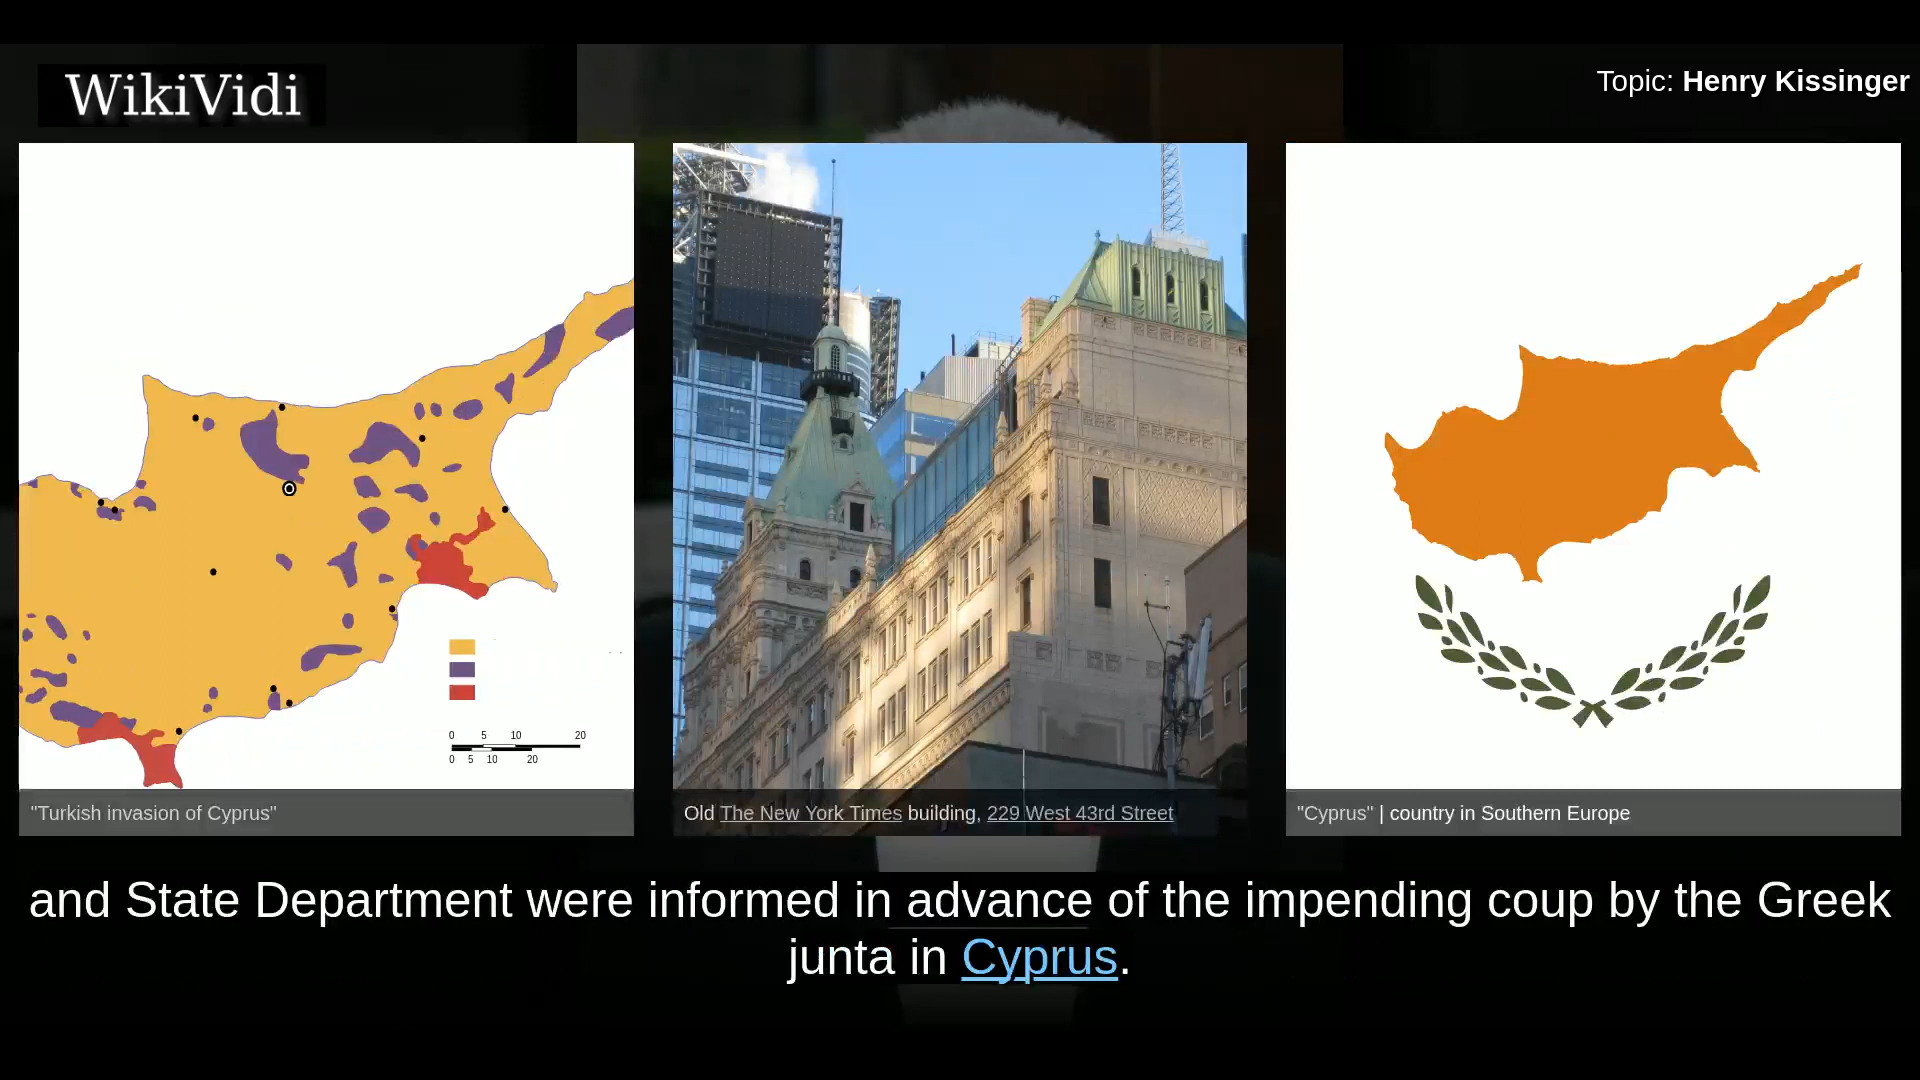 WikiVidi
Topic: Henry Kissinger
0 5 10 20
0 5 10 20
"Turkish invasion of Cyprus"
Old The New York Times building, 229 West 43rd Street
"Cyprus" | country in Southern Europe
and State Department were informed in advance of the impending coup by the Greek
junta in Cyprus.